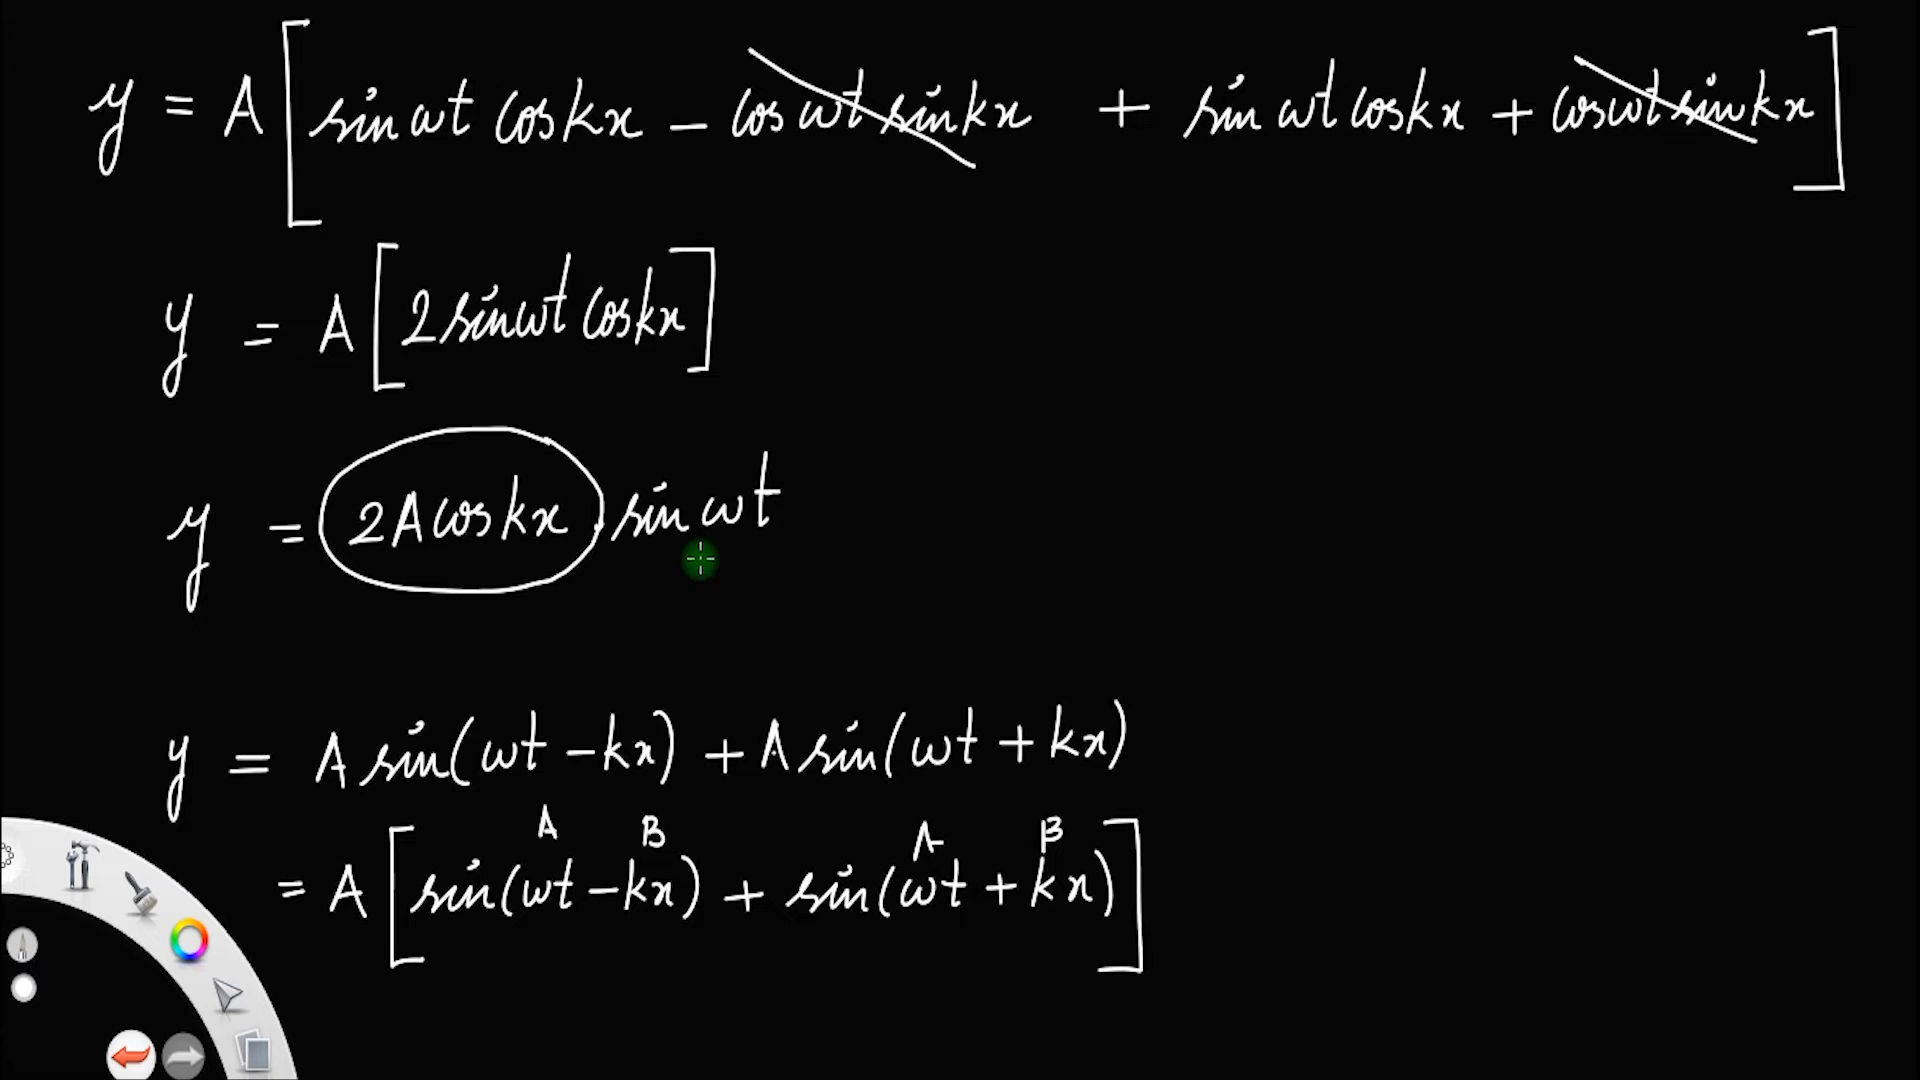 y = A [ sin ωt cos kx − cos ωt sin kx + sin ωt cos kx + cos ωt sin kx ]
y = A [ 2 sin ωt cos kx ]
y = 2A cos kx . sin ωt
y = A sin(ωt − kx) + A sin(ωt + kx)
A B A B
= A [ sin(ωt − kx) + sin(ωt + kx) ]